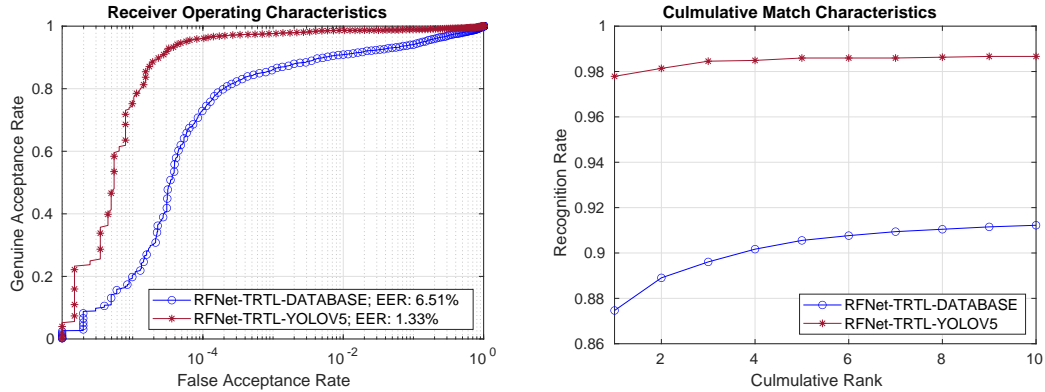 Receiver Operating Characteristics
Genuine Acceptance Rate
1
0.8
0.6
0.4
0.2
0
RFNet-TRTL-DATABASE; EER: 6.51%
RFNet-TRTL-YOLOV5; EER: 1.33%
10^-4
10^-2
10^0
False Acceptance Rate
Culmulative Match Characteristics
Recognition Rate
0.98
0.96
0.94
0.92
0.9
0.88
0.86
RFNet-TRTL-DATABASE
RFNet-TRTL-YOLOV5
2
4
6
8
10
Culmulative Rank